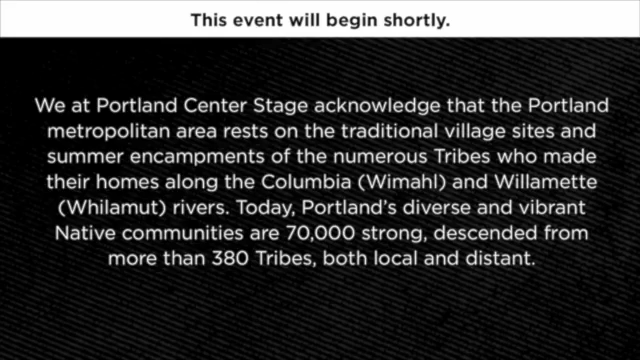 This event will begin shortly.
We at Portland Center Stage acknowledge that the Portland
metropolitan area rests on the traditional village sites and
summer encampments of the numerous Tribes who made
their homes along the Columbia (Wimahl) and Willamette
(Whilamut) rivers. Today, Portland’s diverse and vibrant
Native communities are 70,000 strong, descended from
more than 380 Tribes, both local and distant.